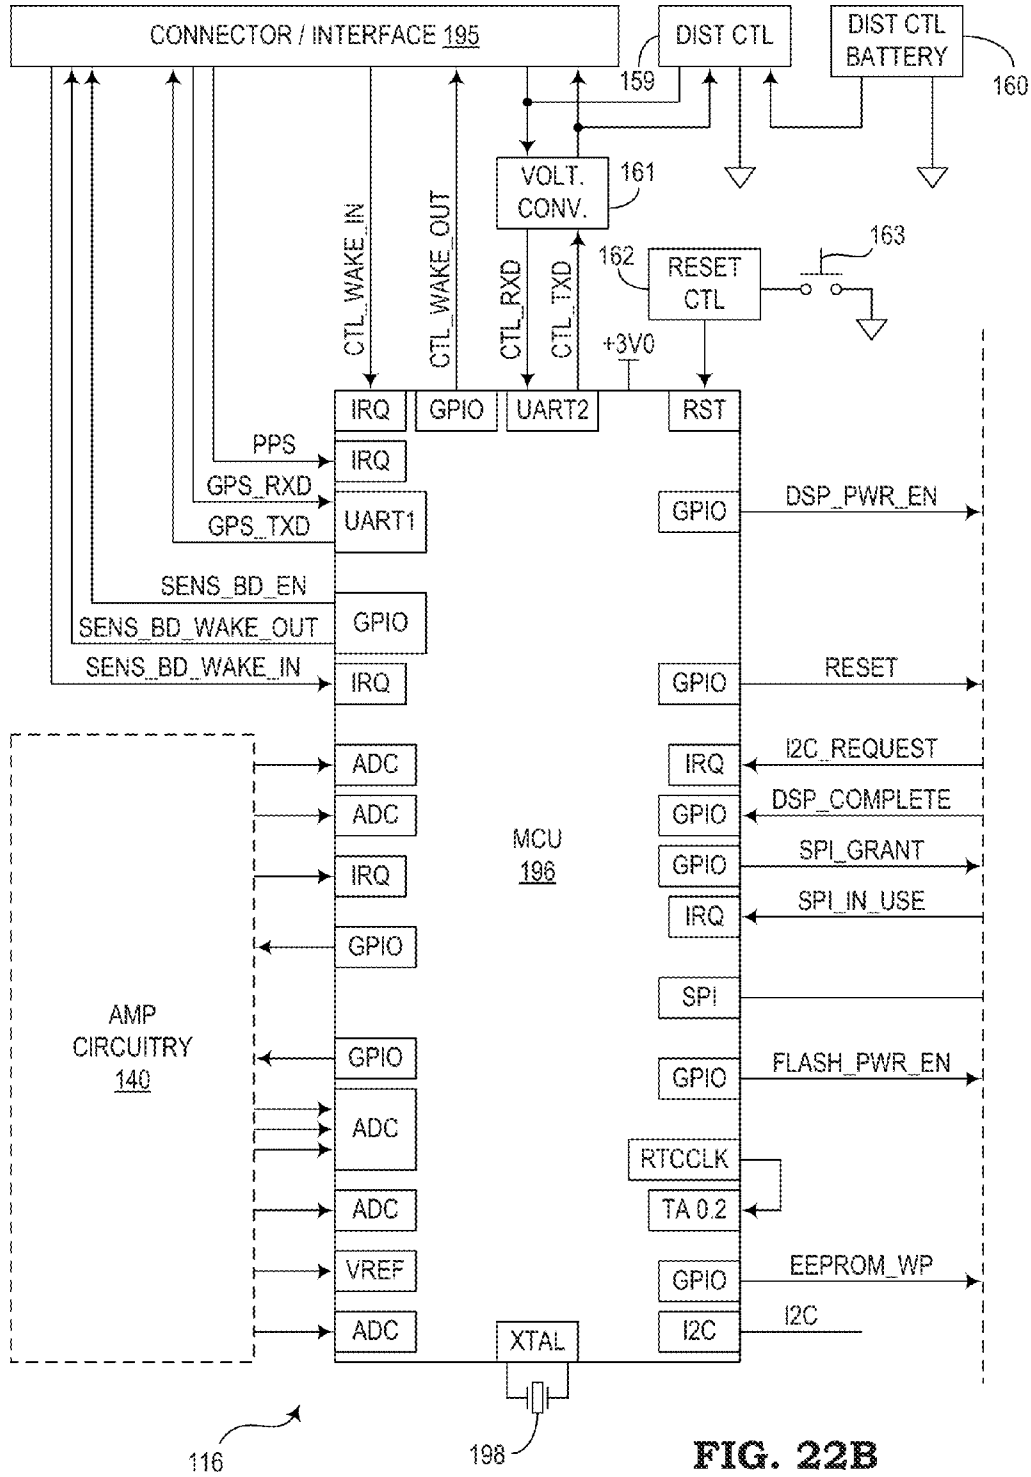 CONNECTOR / INTERFACE 195
DIST CTL
159
DIST CTL
BATTERY
160
VOLT.
CONV.
161
CTL_WAKE_IN
CTL_WAKE_OUT
CTL_RXD
CTL_TXD
162
RESET
CTL
163
+3V0
IRQ
GPIO
UART2
RST
PPS
IRQ
GPS_RXD
UART1
GPS_TXD
GPIO
DSP_PWR_EN
SENS_BD_EN
GPIO
SENS_BD_WAKE_OUT
SENS_BD_WAKE_IN
IRQ
GPIO
RESET
ADC
IRQ
I2C_REQUEST
ADC
GPIO
DSP_COMPLETE
MCU
196
IRQ
GPIO
SPI_GRANT
IRQ
SPI_IN_USE
GPIO
SPI
AMP
CIRCUITRY
140
GPIO
GPIO
FLASH_PWR_EN
ADC
RTCCLK
ADC
TA 0.2
VREF
GPIO
EEPROM_WP
ADC
XTAL
I2C
I2C
116
198
FIG. 22B